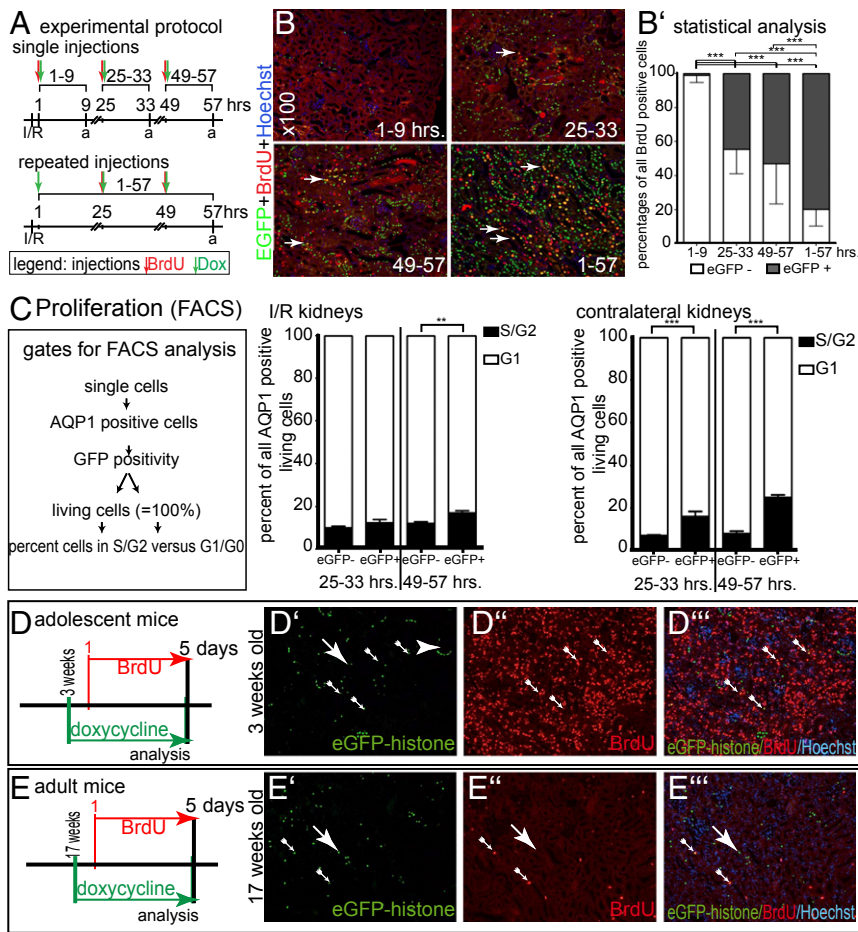 A experimental protocol
single injections
1-9 25-33 49-57
1 9 25 33 49 57 hrs
I/R a a a
repeated injections
1-57
1 25 49 57 hrs
I/R a
legend: injections BrdU Dox
B
EGFP+BrdU+Hoechst
x100
1-9 hrs.
25-33
49-57
1-57
B' statistical analysis
*** *** *** *** ***
percentages of all BrdU positive cells
100
80
60
40
20
0
1-9 25-33 49-57 1-57 hrs.
eGFP - eGFP +
C Proliferation (FACS)
gates for FACS analysis
single cells
AQP1 positive cells
GFP positivity
living cells (=100%)
percent cells in S/G2 versus G1/G0
I/R kidneys
**
S/G2
G1
percent of all AQP1 positive
living cells
100
80
60
40
20
0
eGFP- eGFP+ eGFP- eGFP+
25-33 hrs. 49-57 hrs.
contralateral kidneys
*** ***
S/G2
G1
percent of all AQP1 positive
living cells
100
80
60
40
20
0
eGFP- eGFP+ eGFP- eGFP+
25-33 hrs. 49-57 hrs.
D adolescent mice
1 5 days
3 weeks
BrdU
doxycycline
analysis
3 weeks old
D'
eGFP-histone
D''
BrdU
D'''
eGFP-histone/BrdU/Hoechst
E adult mice
1 5 days
17 weeks
BrdU
doxycycline
analysis
17 weeks old
E'
eGFP-histone
E''
BrdU
E'''
eGFP-histone/BrdU/Hoechst